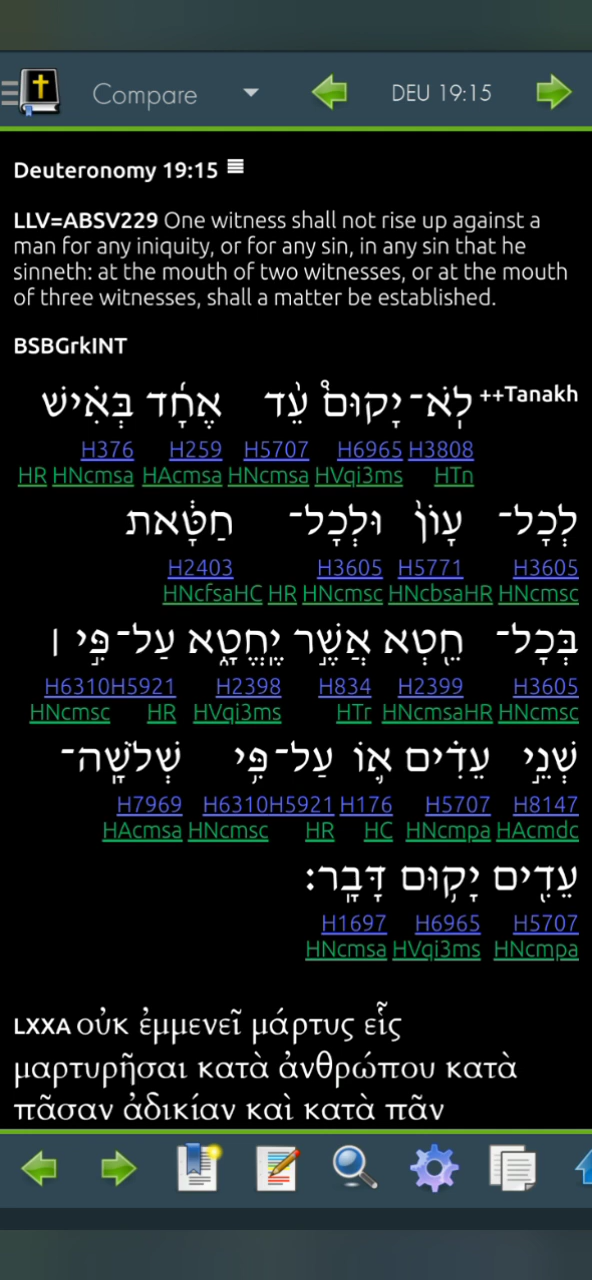 Compare
DEU 19:15
Deuteronomy 19:15
LLV=ABSV229 One witness shall not rise up against a
man for any iniquity, or for any sin, in any sin that he
sinneth: at the mouth of two witnesses, or at the mouth
of three witnesses, shall a matter be established.
BSBGrkINT
++Tanakh לֹֽא־ יָקוּם֩ עֵ֨ד אֶחָ֜ד בְּאִ֗ישׁ
H376 H259 H5707 H6965 H3808
HR HNcmsa HAcmsa HNcmsa HVqi3ms HTn
לְכָל־ עָוֺן֙ וּלְכָל־ חַטָּ֔את
H2403 H3605 H5771 H3605
HNcfsaHC HR HNcmsc HNcbsaHR HNcmsc
בְּכָל־ חֵ֖טְא אֲשֶׁ֣ר יֶֽחֱטָ֑א עַל־ פִּ֣י ׀
H6310H5921 H2398 H834 H2399 H3605
HNcmsc HR HVqi3ms HTr HNcmsaHR HNcmsc
שְׁנֵ֣י עֵדִ֗ים א֛וֹ עַל־ פִּ֥י שְׁלֹשָֽׁה־
H7969 H6310H5921 H176 H5707 H8147
HAcmsa HNcmsc HR HC HNcmpa HAcmdc
עֵדִ֖ים יָק֥וּם דָּבָֽר׃
H1697 H6965 H5707
HNcmsa HVqi3ms HNcmpa
LXXA οὐκ ἐμμενεῖ μάρτυς εἷς
μαρτυρῆσαι κατὰ ἀνθρώπου κατὰ
πᾶσαν ἀδικίαν καὶ κατὰ πᾶν